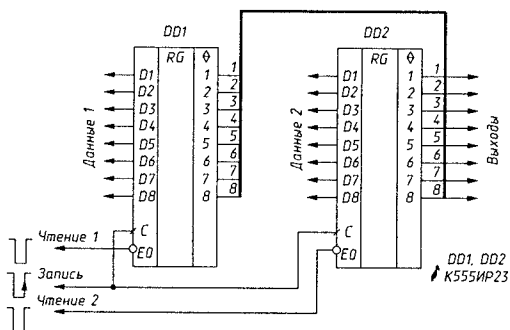 DD1
DD2
RG
RG
D1 1 1
D2 2 2
D3 3 3
D4 4 4
D5 5 5
D6 6 6
D7 7 7
D8 8 8
C
E0
Данные 1
D1 1 1
D2 2 2
D3 3 3
D4 4 4
D5 5 5
D6 6 6
D7 7 7
D8 8 8
C
E0
Данные 2
Выходы
Чтение 1
Запись
Чтение 2
DD1, DD2
К555ИР23